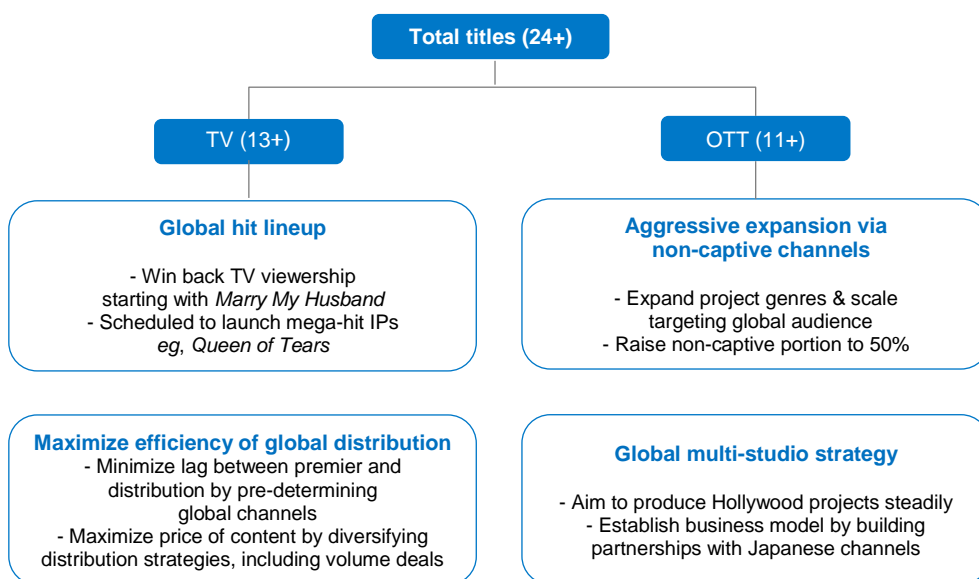 Total titles (24+)
TV (13+)
OTT (11+)
Global hit lineup
- Win back TV viewership
starting with Marry My Husband
- Scheduled to launch mega-hit IPs
eg, Queen of Tears
Aggressive expansion via
non-captive channels
- Expand project genres & scale
targeting global audience
- Raise non-captive portion to 50%
Maximize efficiency of global distribution
- Minimize lag between premier and
distribution by pre-determining
global channels
- Maximize price of content by diversifying
distribution strategies, including volume deals
Global multi-studio strategy
- Aim to produce Hollywood projects steadily
- Establish business model by building
partnerships with Japanese channels